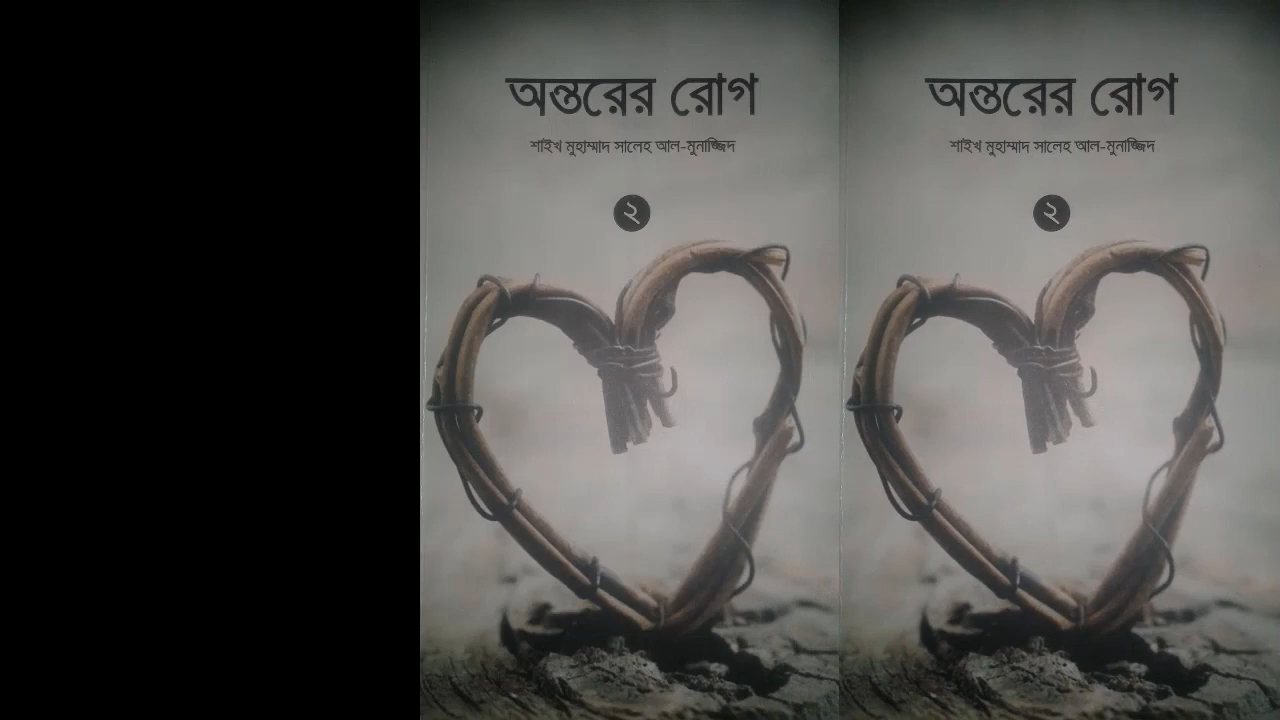 অন্তরের রোগ
শাইখ মুহাম্মাদ সালেহ আল-মুনাজ্জিদ
২
অন্তরের রোগ
শাইখ মুহাম্মাদ সালেহ আল-মুনাজ্জিদ
২